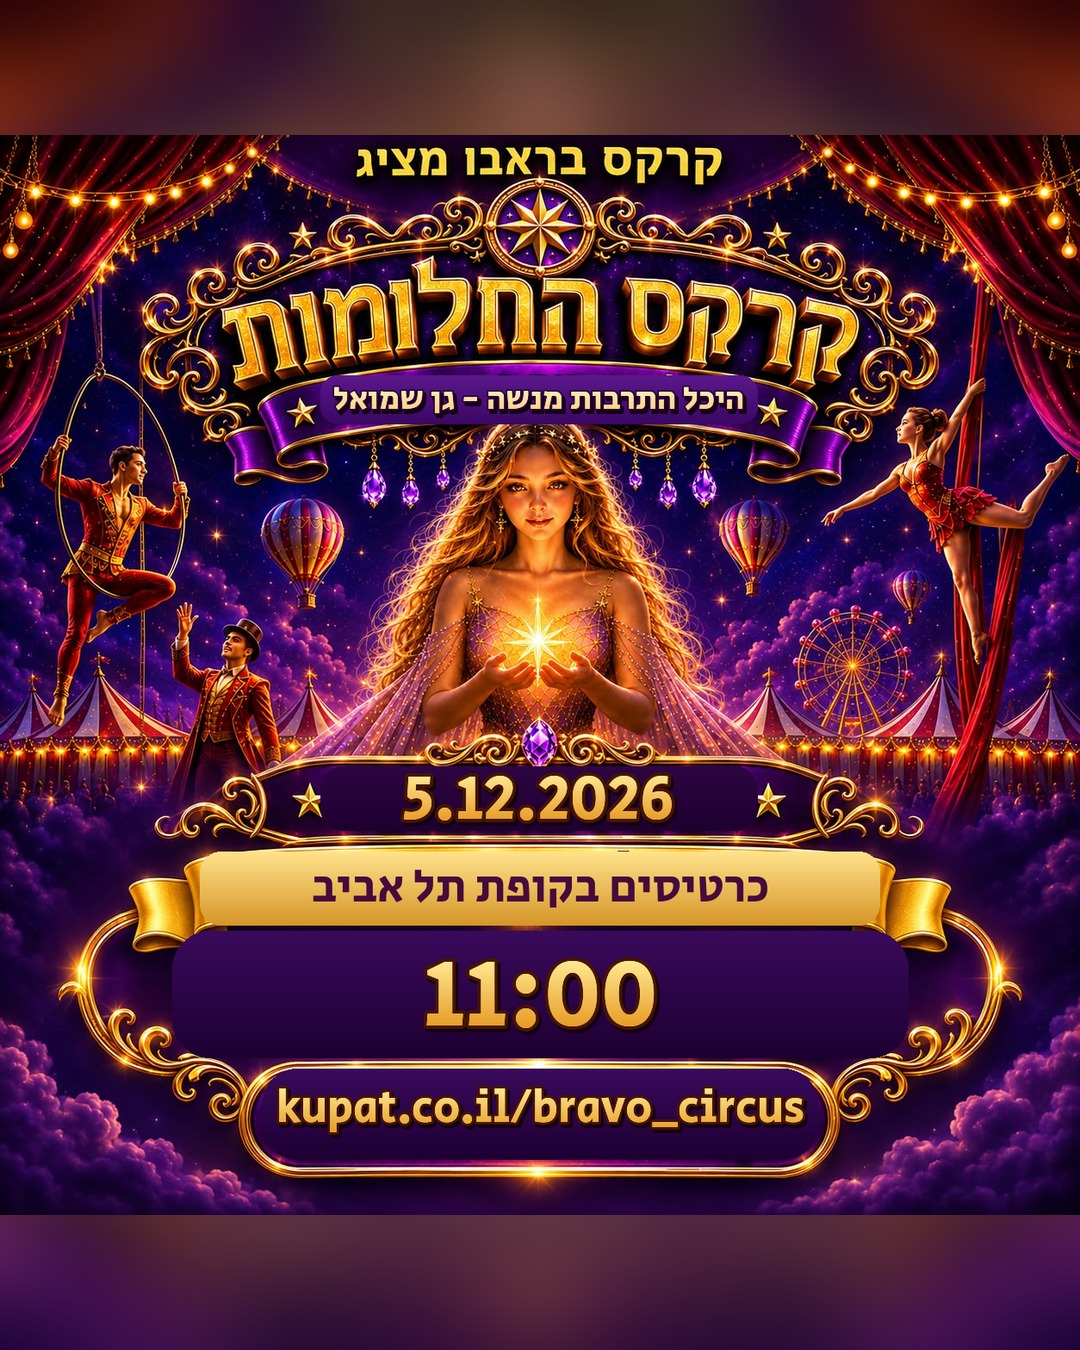 קרקס בראבו מציג
קרקס החלומות
היכל התרבות מנשה - גן שמואל
5.12.2026
כרטיסים בקופת תל אביב
11:00
kupat.co.il/bravo_circus